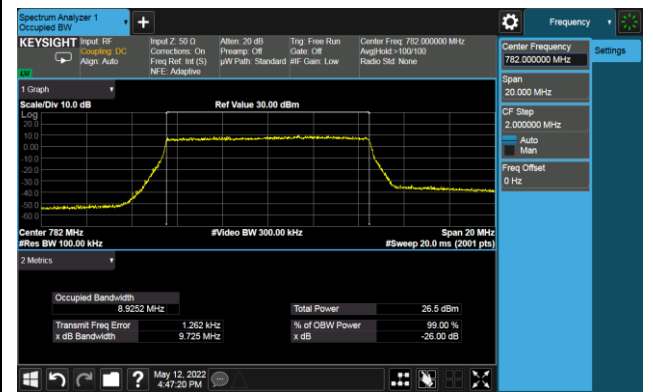 Spectrum Analyzer 1
Occupied BW
Frequency
KEYSIGHT
Input: RF
Coupling: DC
Align: Auto
Input Z: 50 Ω
Corrections: On
Freq Ref: Int (S)
NFE: Adaptive
Atten: 20 dB
Preamp: Off
µW Path: Standard
Trig: Free Run
Gate: Off
#IF Gain: Low
Center Freq: 782.000000 MHz
Avg|Hold:>100/100
Radio Std: None
Center Frequency
782.000000 MHz
Settings
Span
20.000 MHz
CF Step
2.000000 MHz
Auto
Man
Freq Offset
0 Hz
1 Graph
Scale/Div 10.0 dB
Ref Value 30.00 dBm
Log
20.0
10.0
0.00
-10.0
-20.0
-30.0
-40.0
-50.0
-60.0
Center 782 MHz
#Video BW 300.00 kHz
Span 20 MHz
#Res BW 100.00 kHz
#Sweep 20.0 ms (2001 pts)
2 Metrics
Occupied Bandwidth
8.9252 MHz
Total Power
26.5 dBm
Transmit Freq Error
1.262 kHz
% of OBW Power
99.00 %
x dB Bandwidth
9.725 MHz
x dB
-26.00 dB
?
May 12, 2022
4:47:20 PM